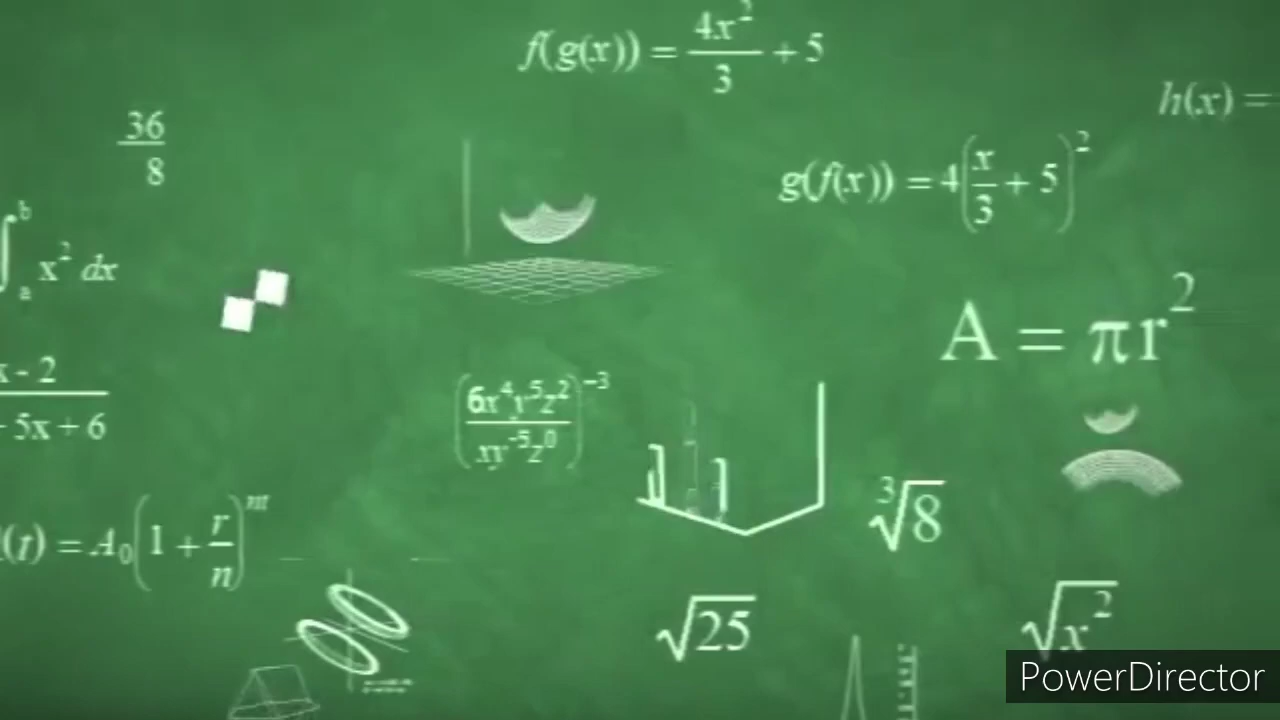 f(g(x)) = 4x²/3 + 5
h(x) =
36/8
g(f(x)) = 4(x/3 + 5)²
∫ₐᵇ x² dx
A = πr²
x - 2
5x + 6
(6x⁴y⁵z²/xy⁻⁵z⁰)⁻³
(t) = A₀(1 + r/n)ⁿᵗ
∛8
√25
√x²
PowerDirector